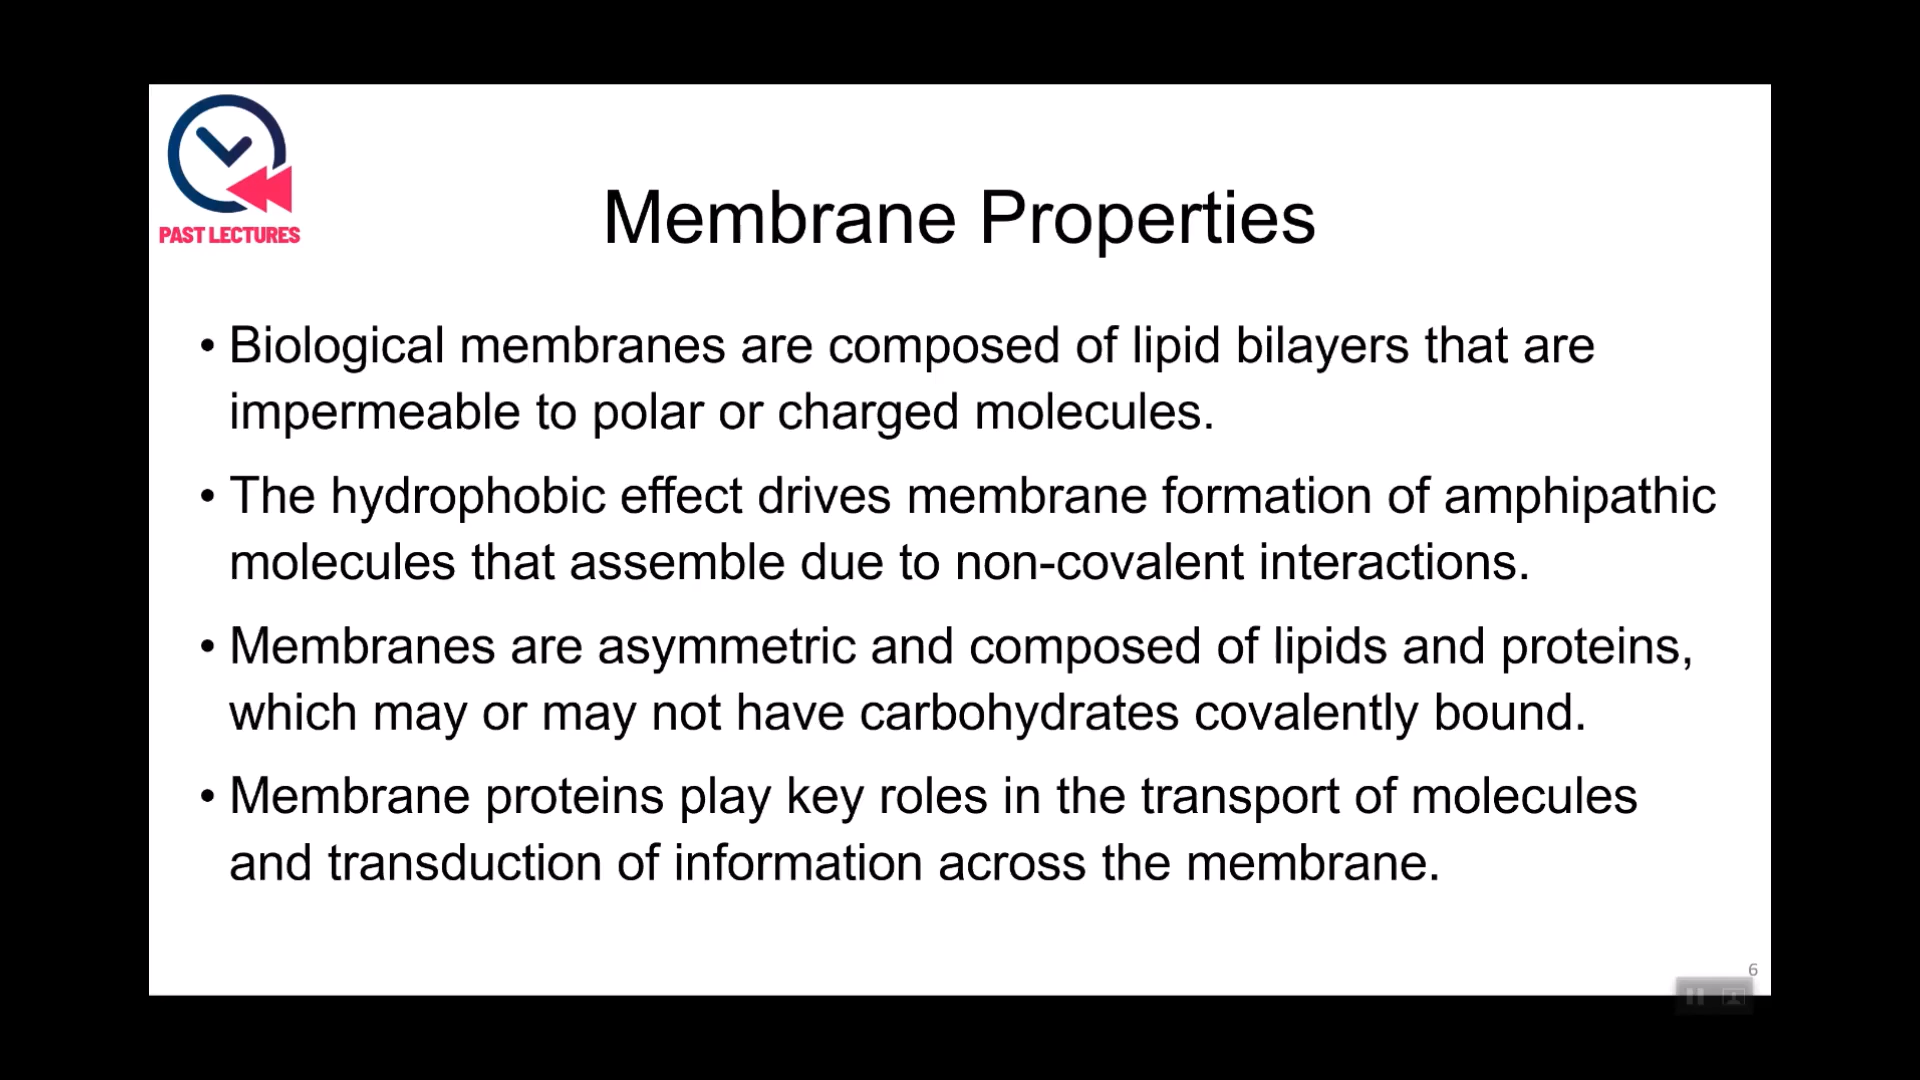 PAST LECTURES
Membrane Properties
• Biological membranes are composed of lipid bilayers that are
impermeable to polar or charged molecules.
• The hydrophobic effect drives membrane formation of amphipathic
molecules that assemble due to non-covalent interactions.
• Membranes are asymmetric and composed of lipids and proteins,
which may or may not have carbohydrates covalently bound.
• Membrane proteins play key roles in the transport of molecules
and transduction of information across the membrane.
6